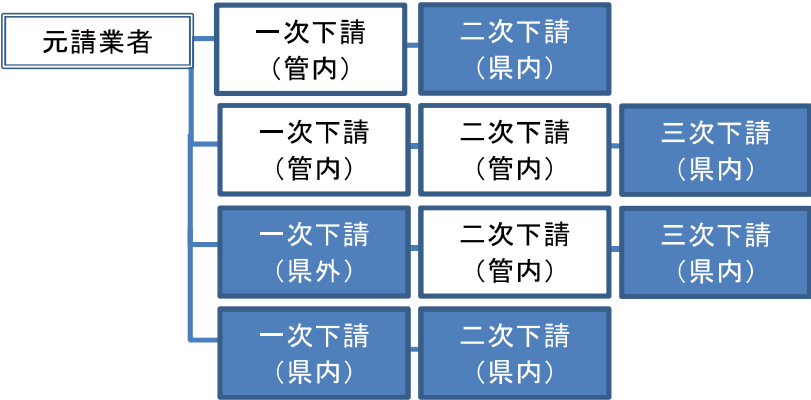 元請業者
一次下請
（管内）
二次下請
（県内）
一次下請
（管内）
二次下請
（管内）
三次下請
（県内）
一次下請
（県外）
二次下請
（管内）
三次下請
（県内）
一次下請
（県内）
二次下請
（県内）